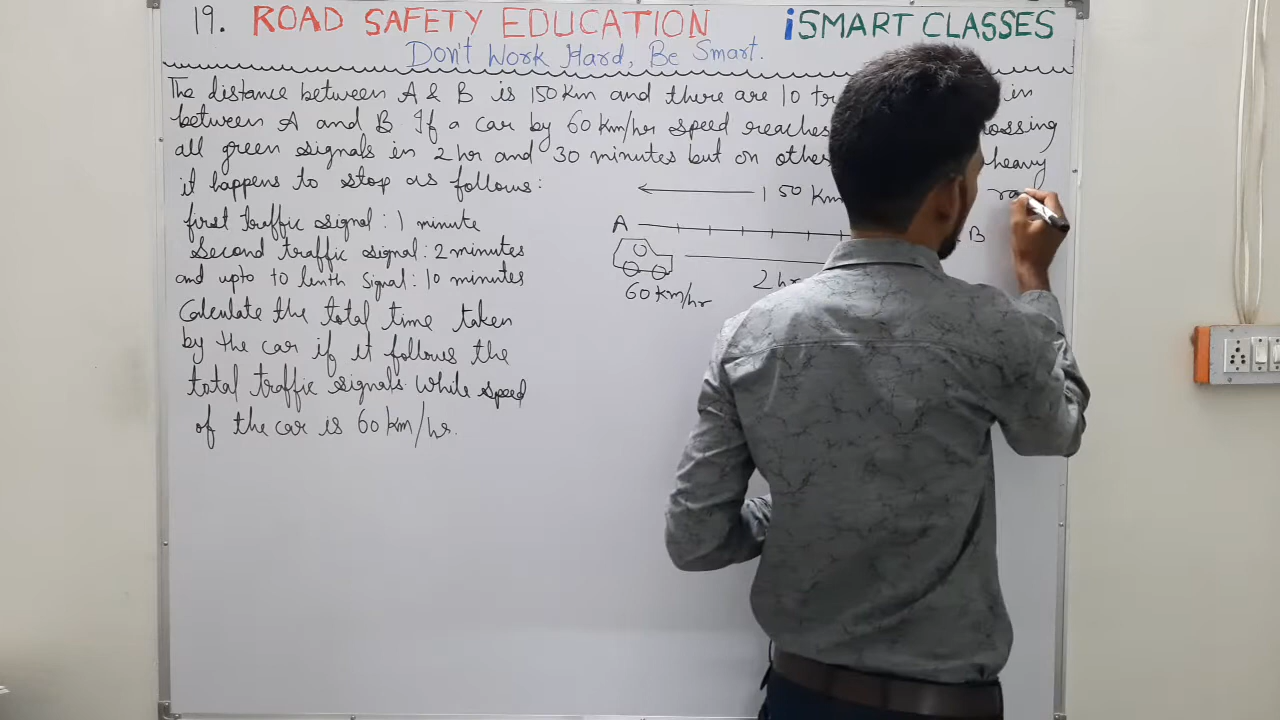 19. ROAD SAFETY EDUCATION iSMART CLASSES
Don't Work Hard, Be Smart.
The distance between A & B is 150 Km and there are 10 in
between A and B If a car by 60 Km/hr speed reaches
all green signals in 2 hr and 30 minutes but on heavy
it happens to stop as follows:
150 Km
first traffic signal : 1 minute
A B
Second traffic signal : 2 minutes
and upto to tenth signal : 10 minutes
2 hr
60 Km/hr
Calculate the total time taken
by the car if it follows the
total traffic signals while speed
of the car is 60 km/hr.